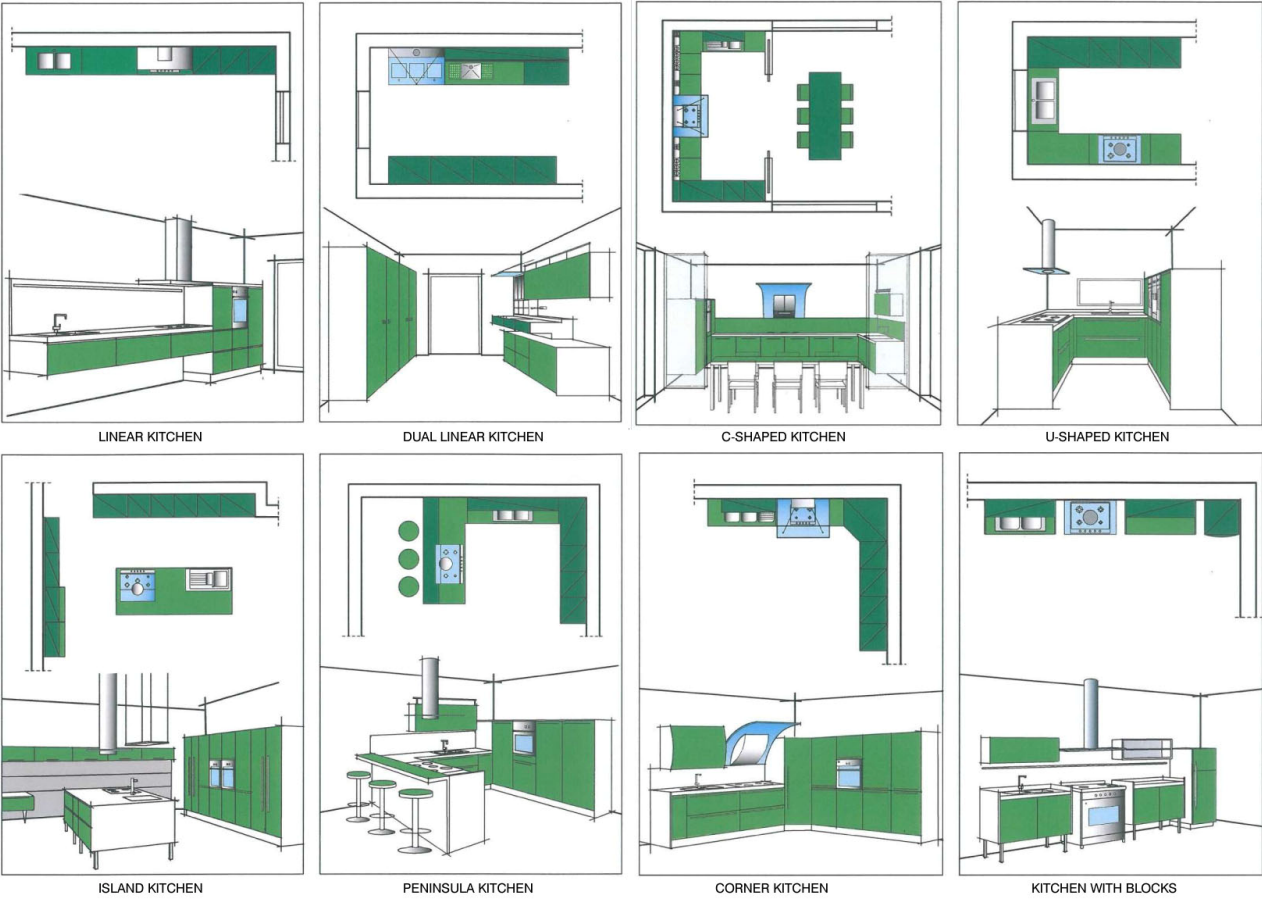 LINEAR KITCHEN
DUAL LINEAR KITCHEN
C-SHAPED KITCHEN
U-SHAPED KITCHEN
ISLAND KITCHEN
PENINSULA KITCHEN
CORNER KITCHEN
KITCHEN WITH BLOCKS